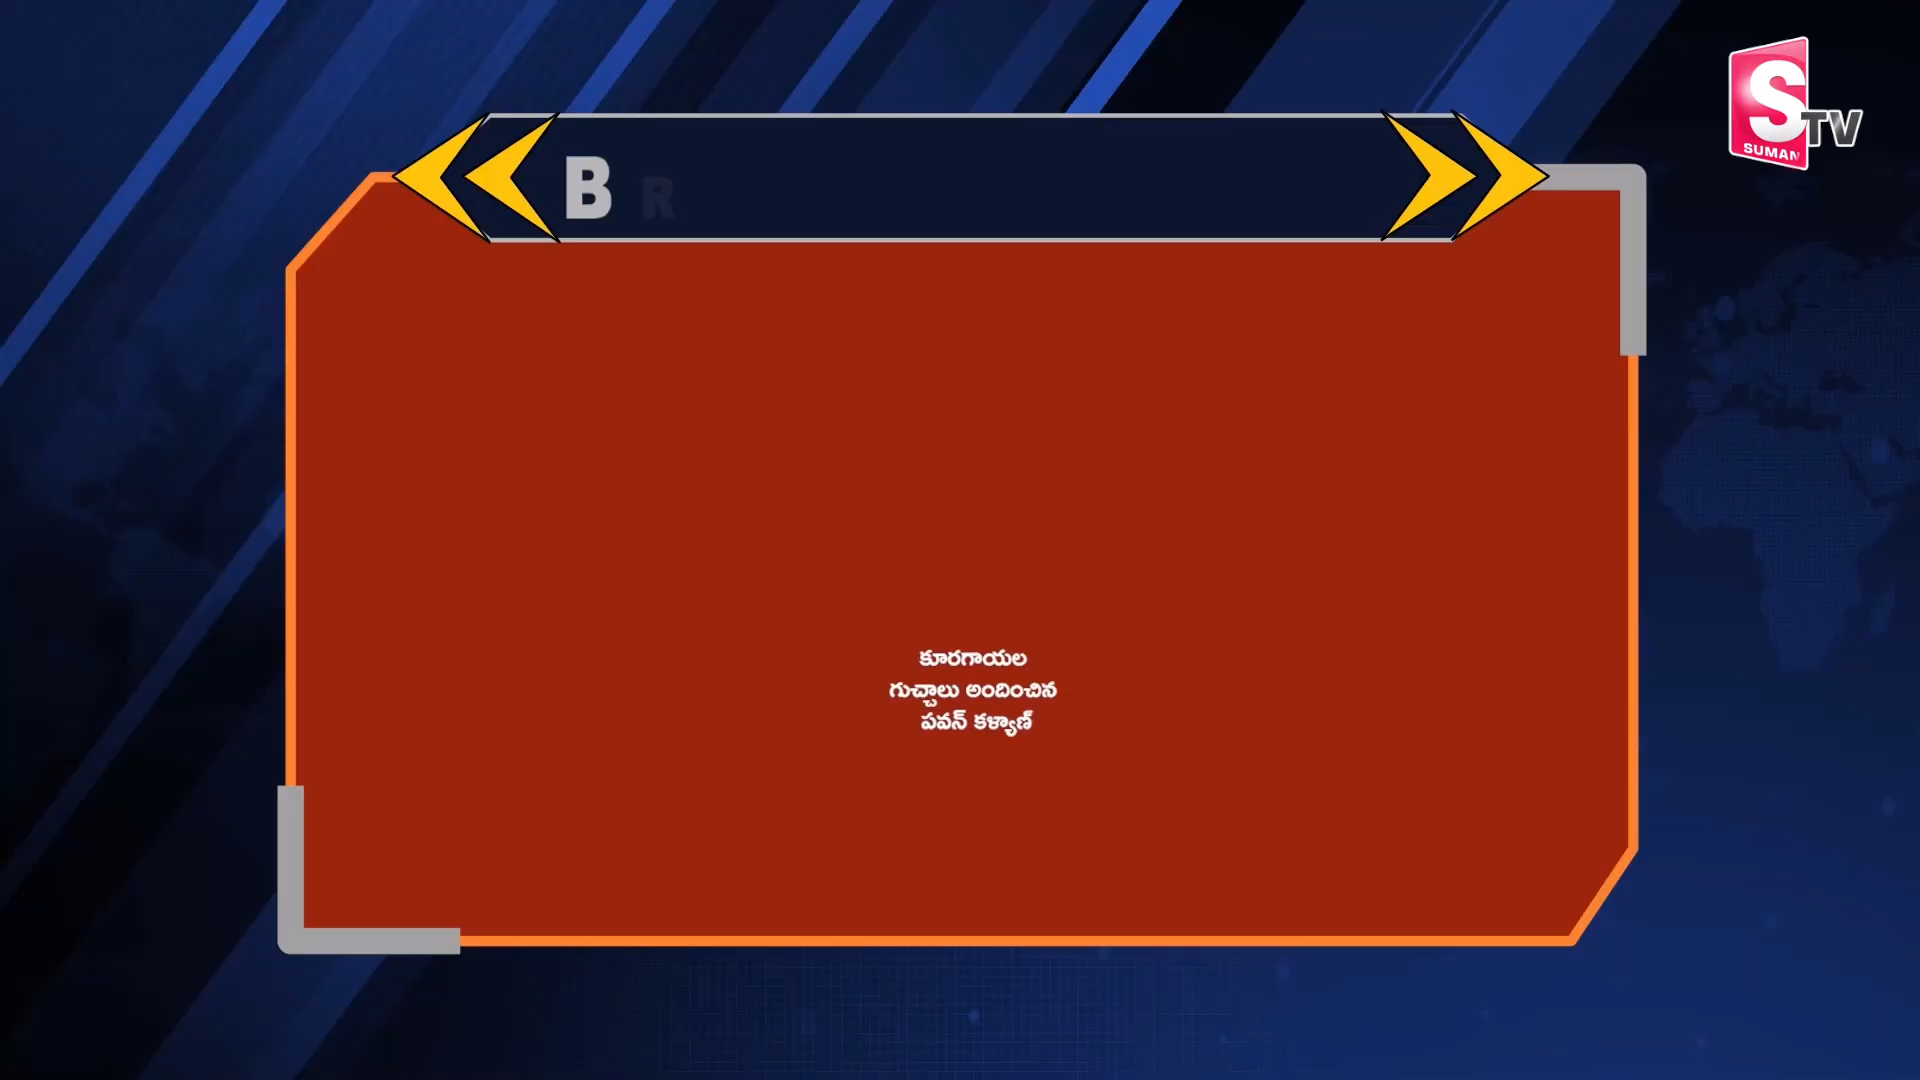 S
TV
SUMAN
B R
కూరగాయల
గుచ్ఛాలు అందించిన
పవన్ కళ్యాణ్